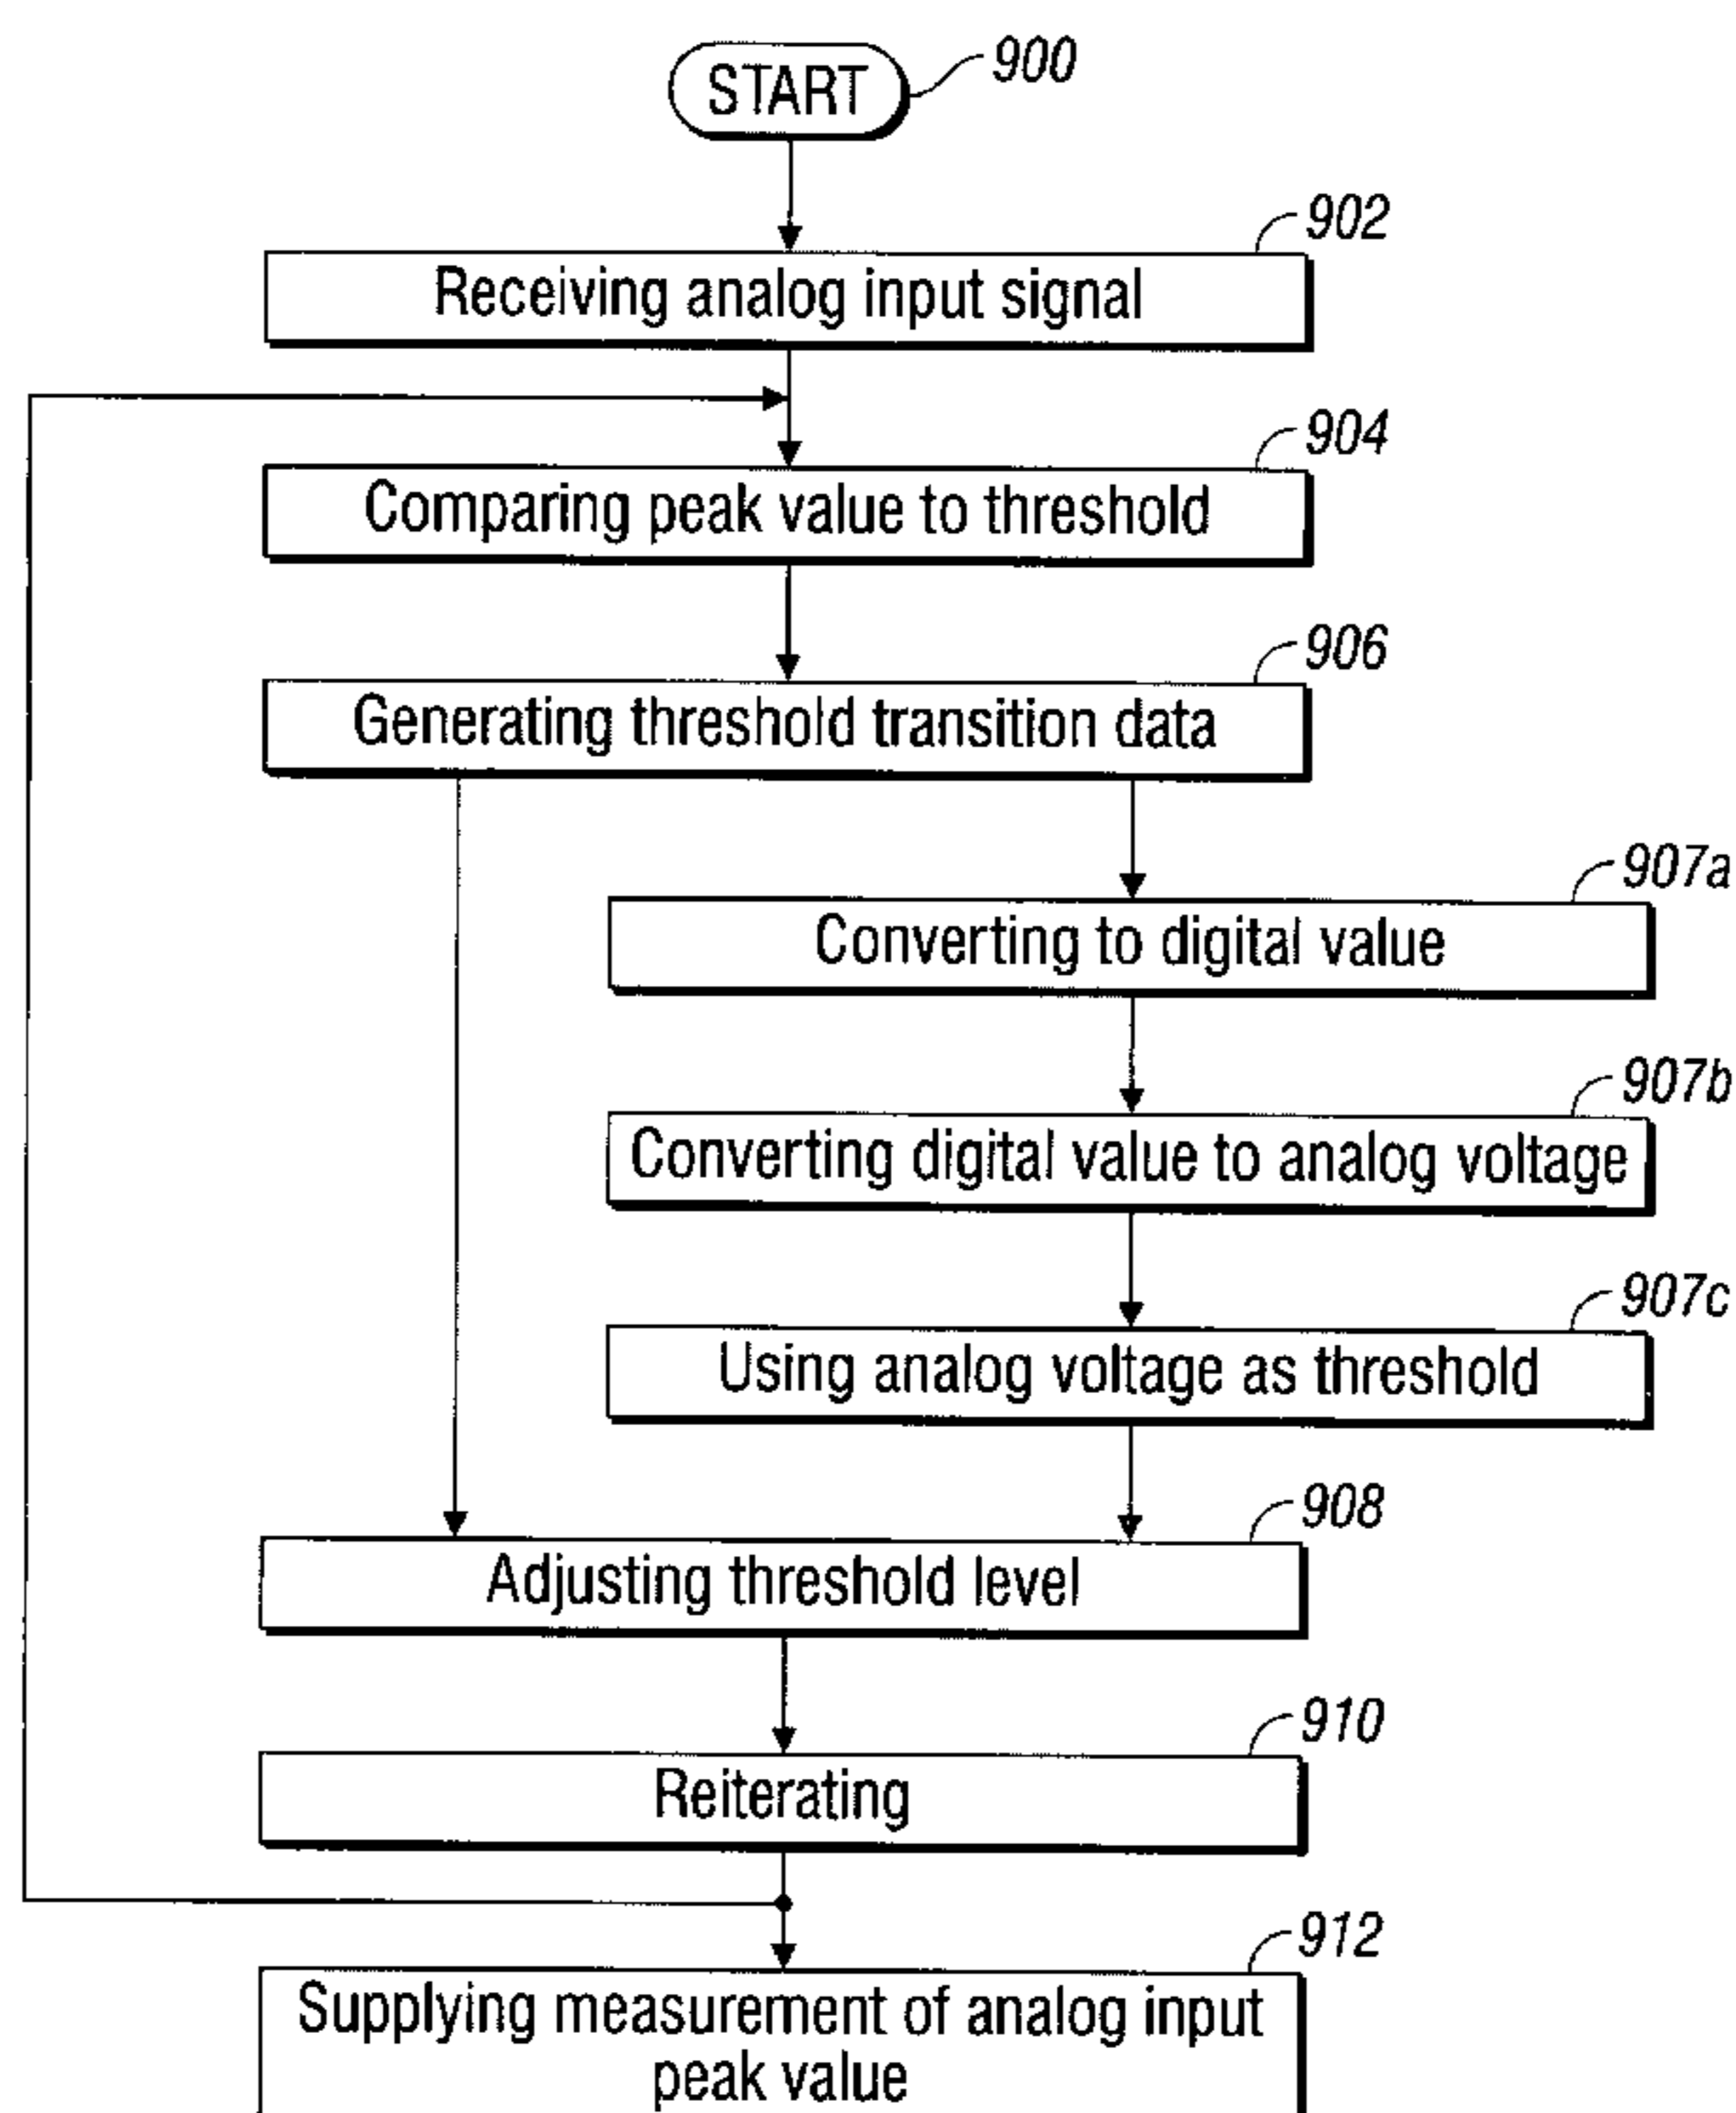 START
900
902
Receiving analog input signal
904
Comparing peak value to threshold
906
Generating threshold transition data
907a
Converting to digital value
907b
Converting digital value to analog voltage
907c
Using analog voltage as threshold
908
Adjusting threshold level
910
Reiterating
912
Supplying measurement of analog input
peak value